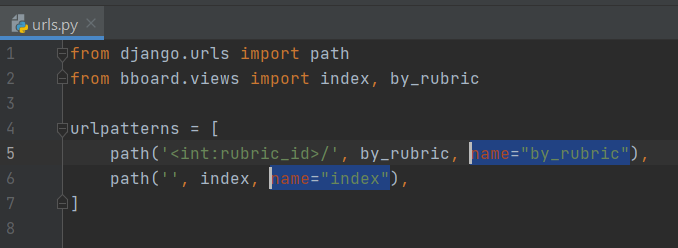 urls.py
1 from django.urls import path
2 from bboard.views import index, by_rubric
3
4 urlpatterns = [
5     path('<int:rubric_id>/', by_rubric, name="by_rubric"),
6     path('', index, name="index"),
7 ]
8